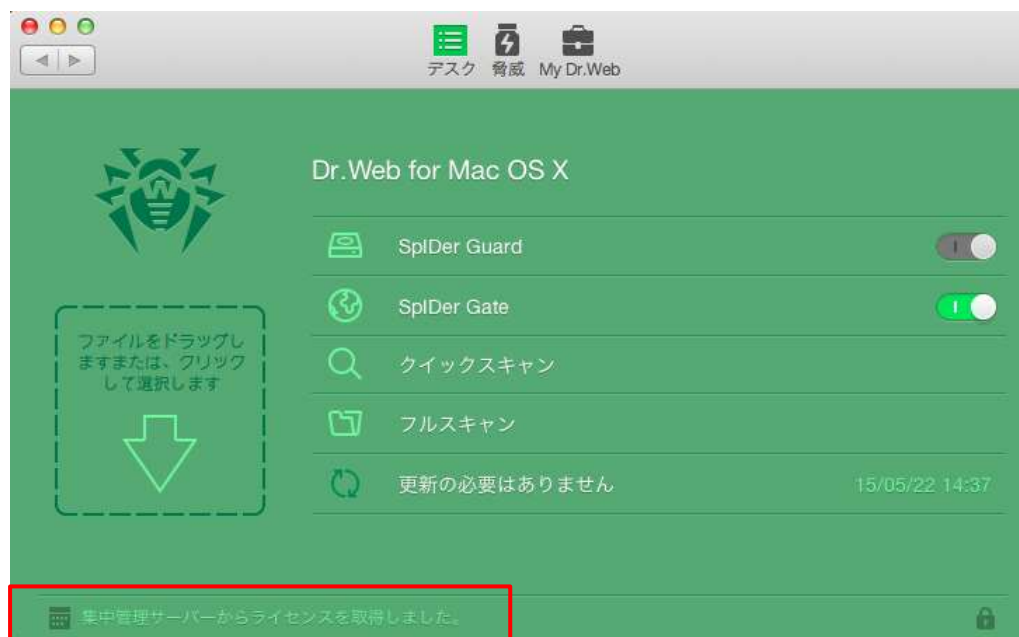 デスク 脅威 My Dr.Web
Dr.Web for Mac OS X
SpIDer Guard
SpIDer Gate
ファイルをドラッグし
ますまたは、クリック
して選択します
クイックスキャン
フルスキャン
更新の必要はありません 15/05/22 14:37
集中管理サーバーからライセンスを取得しました。